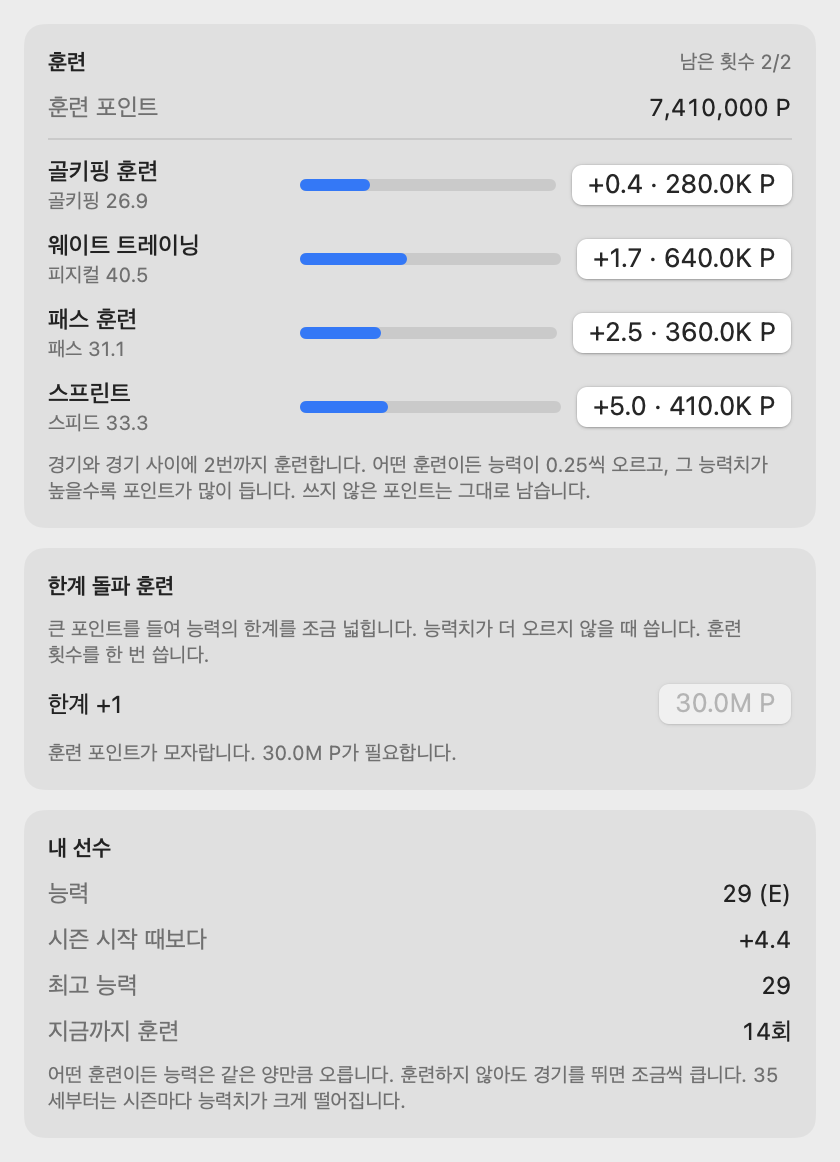 훈련
남은 횟수 2/2
훈련 포인트
7,410,000 P
골키핑 훈련
골키핑 26.9
+0.4 · 280.0K P
웨이트 트레이닝
피지컬 40.5
+1.7 · 640.0K P
패스 훈련
패스 31.1
+2.5 · 360.0K P
스프린트
스피드 33.3
+5.0 · 410.0K P
경기와 경기 사이에 2번까지 훈련합니다. 어떤 훈련이든 능력이 0.25씩 오르고, 그 능력치가
높을수록 포인트가 많이 듭니다. 쓰지 않은 포인트는 그대로 남습니다.
한계 돌파 훈련
큰 포인트를 들여 능력의 한계를 조금 넓힙니다. 능력치가 더 오르지 않을 때 씁니다. 훈련
횟수를 한 번 씁니다.
한계 +1
30.0M P
훈련 포인트가 모자랍니다. 30.0M P가 필요합니다.
내 선수
능력
29 (E)
시즌 시작 때보다
+4.4
최고 능력
29
지금까지 훈련
14회
어떤 훈련이든 능력은 같은 양만큼 오릅니다. 훈련하지 않아도 경기를 뛰면 조금씩 큽니다. 35
세부터는 시즌마다 능력치가 크게 떨어집니다.